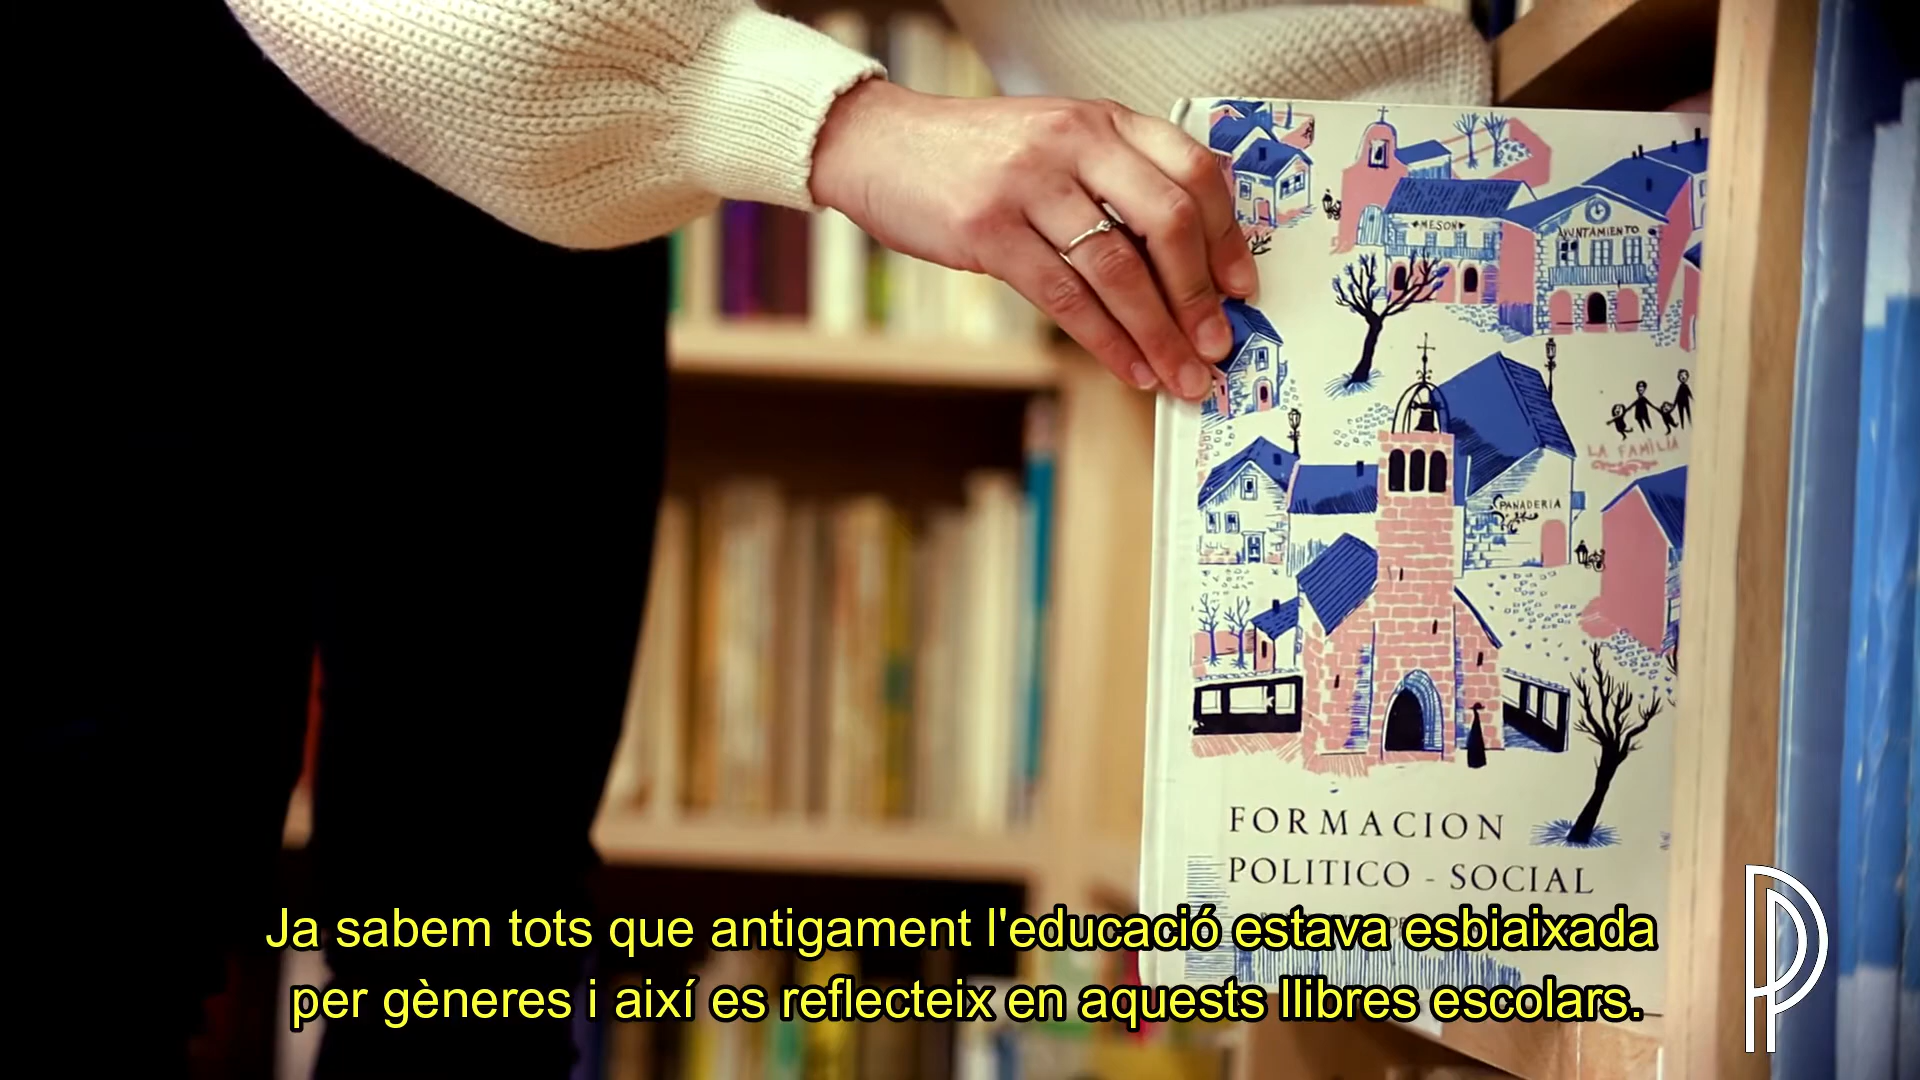 MESON
AYUNTAMIENTO
LA FAMILIA
PANADERIA
FORMACION
POLITICO - SOCIAL
Ja sabem tots que antigament l'educació estava esbiaixada
per gèneres i així es reflecteix en aquests llibres escolars.